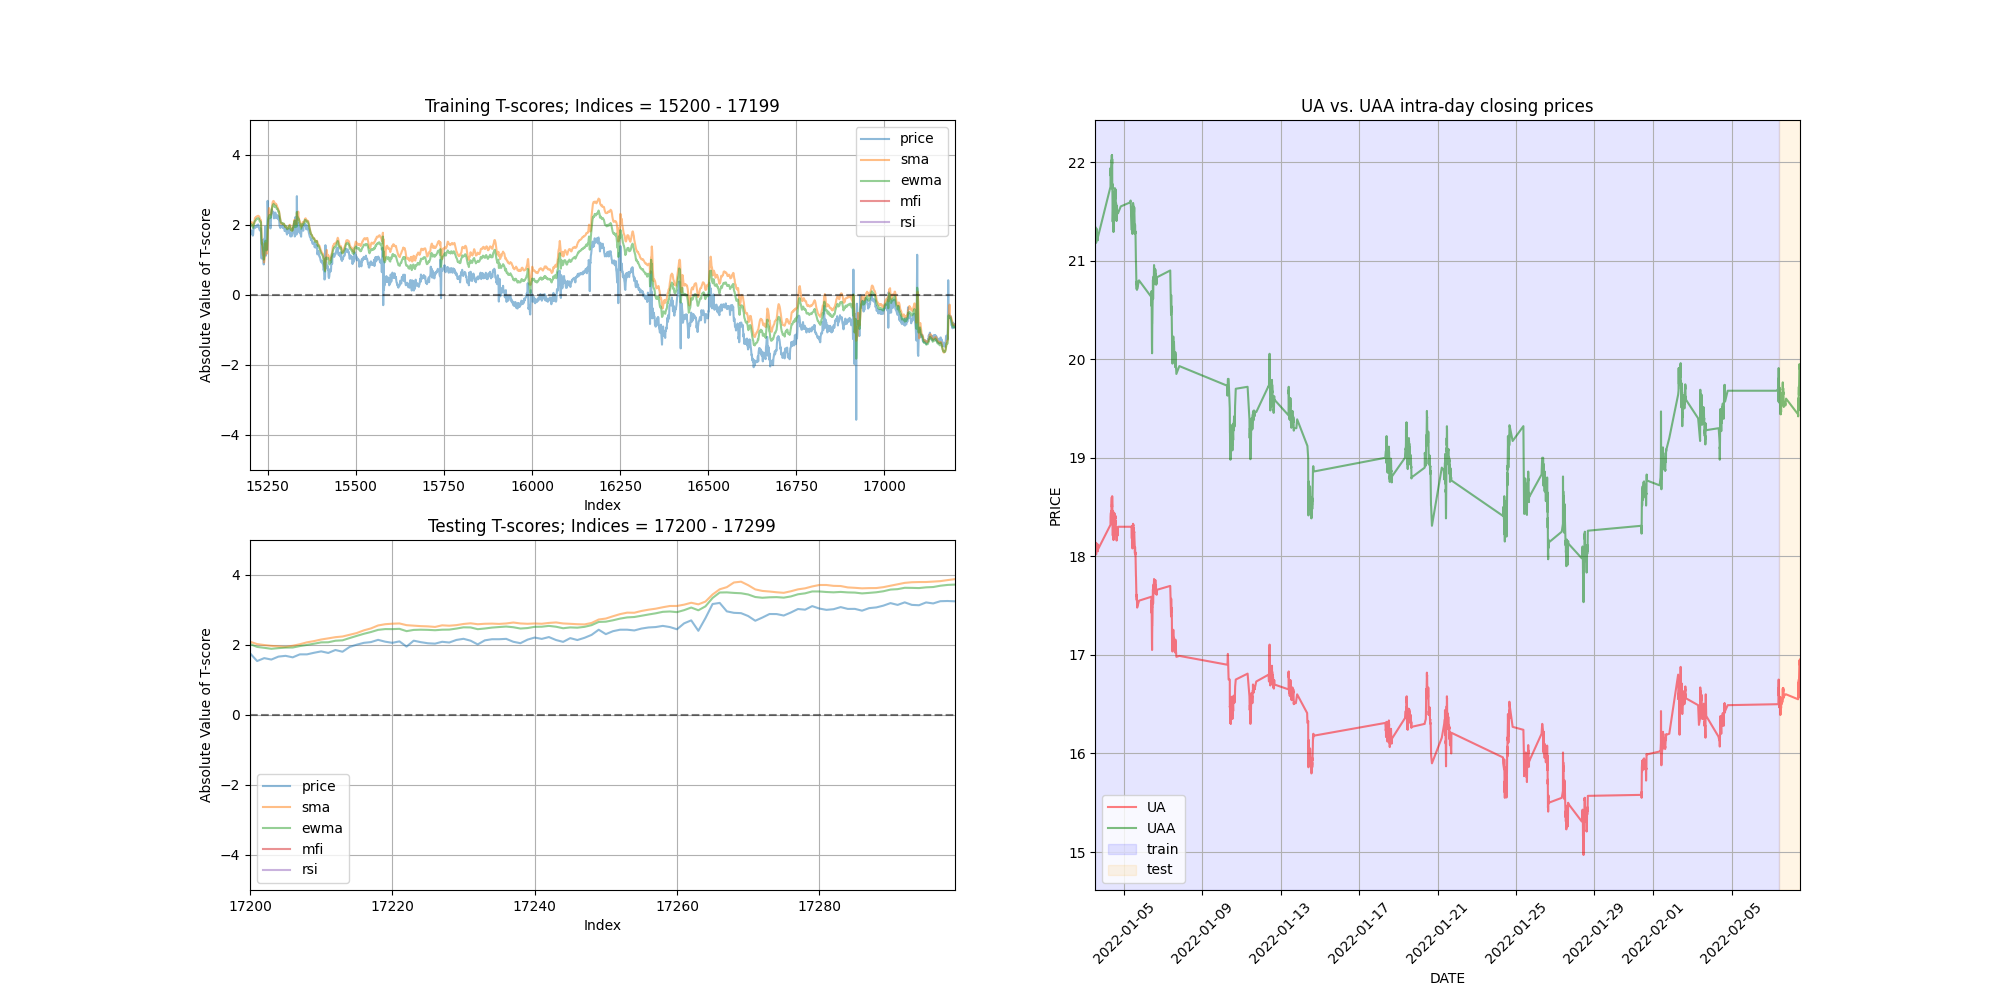 Training T-scores; Indices = 15200 - 17199
Absolute Value of T-score
4
2
0
−2
−4
price
sma
ewma
mfi
rsi
15250 15500 15750 16000 16250 16500 16750 17000
Index
Testing T-scores; Indices = 17200 - 17299
Absolute Value of T-score
4
2
0
−2
−4
price
sma
ewma
mfi
rsi
17200 17220 17240 17260 17280
Index
UA vs. UAA intra-day closing prices
PRICE
22
21
20
19
18
17
16
15
UA
UAA
train
test
2022-01-05 2022-01-09 2022-01-13 2022-01-17 2022-01-21 2022-01-25 2022-01-29 2022-02-01 2022-02-05
DATE